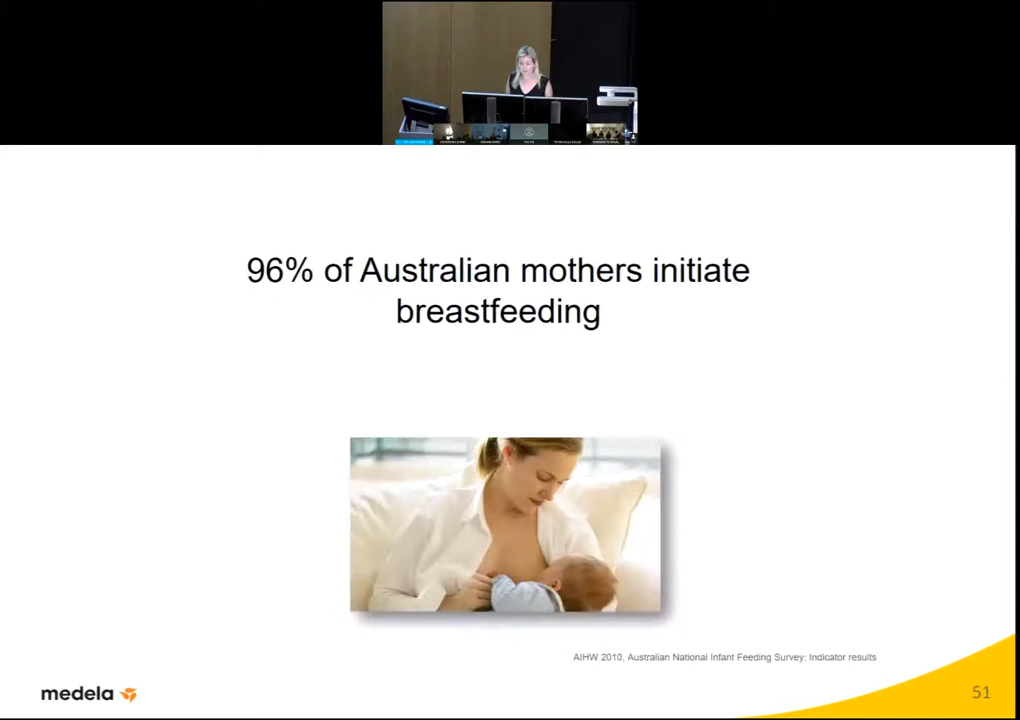 96% of Australian mothers initiate
breastfeeding
AIHW 2010, Australian National Infant Feeding Survey: Indicator results
medela
51